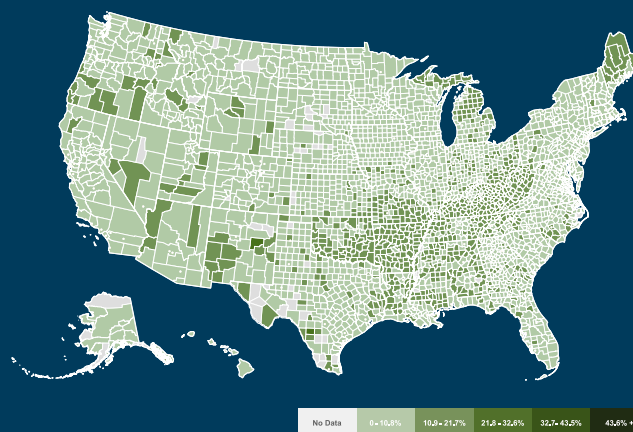 No Data 0 - 10.8% 10.9 - 21.7% 21.8 - 32.6% 32.7- 43.5% 43.6% +